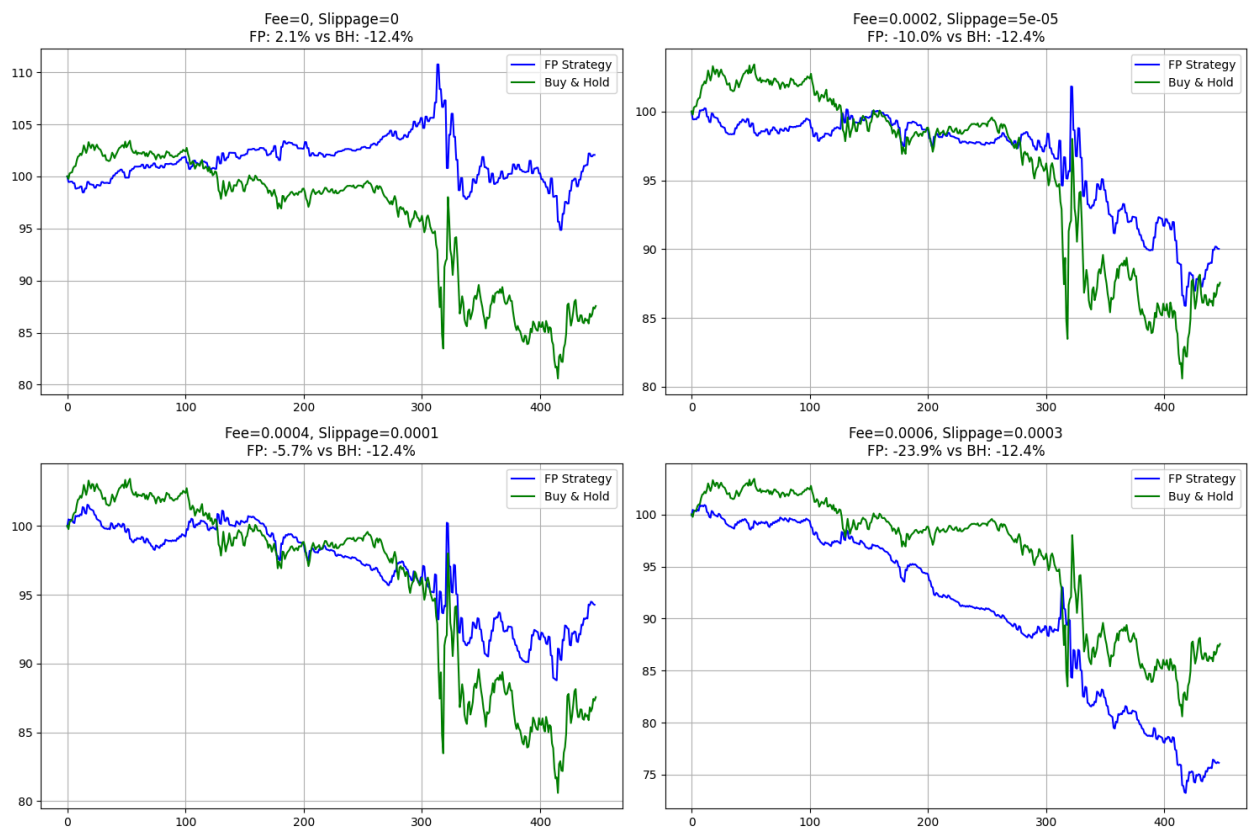 Fee=0, Slippage=0
FP: 2.1% vs BH: -12.4%
FP Strategy
Buy & Hold
110
105
100
95
90
85
80
0 100 200 300 400
Fee=0.0002, Slippage=5e-05
FP: -10.0% vs BH: -12.4%
FP Strategy
Buy & Hold
100
95
90
85
80
0 100 200 300 400
Fee=0.0004, Slippage=0.0001
FP: -5.7% vs BH: -12.4%
FP Strategy
Buy & Hold
100
95
90
85
80
0 100 200 300 400
Fee=0.0006, Slippage=0.0003
FP: -23.9% vs BH: -12.4%
FP Strategy
Buy & Hold
100
95
90
85
80
75
0 100 200 300 400